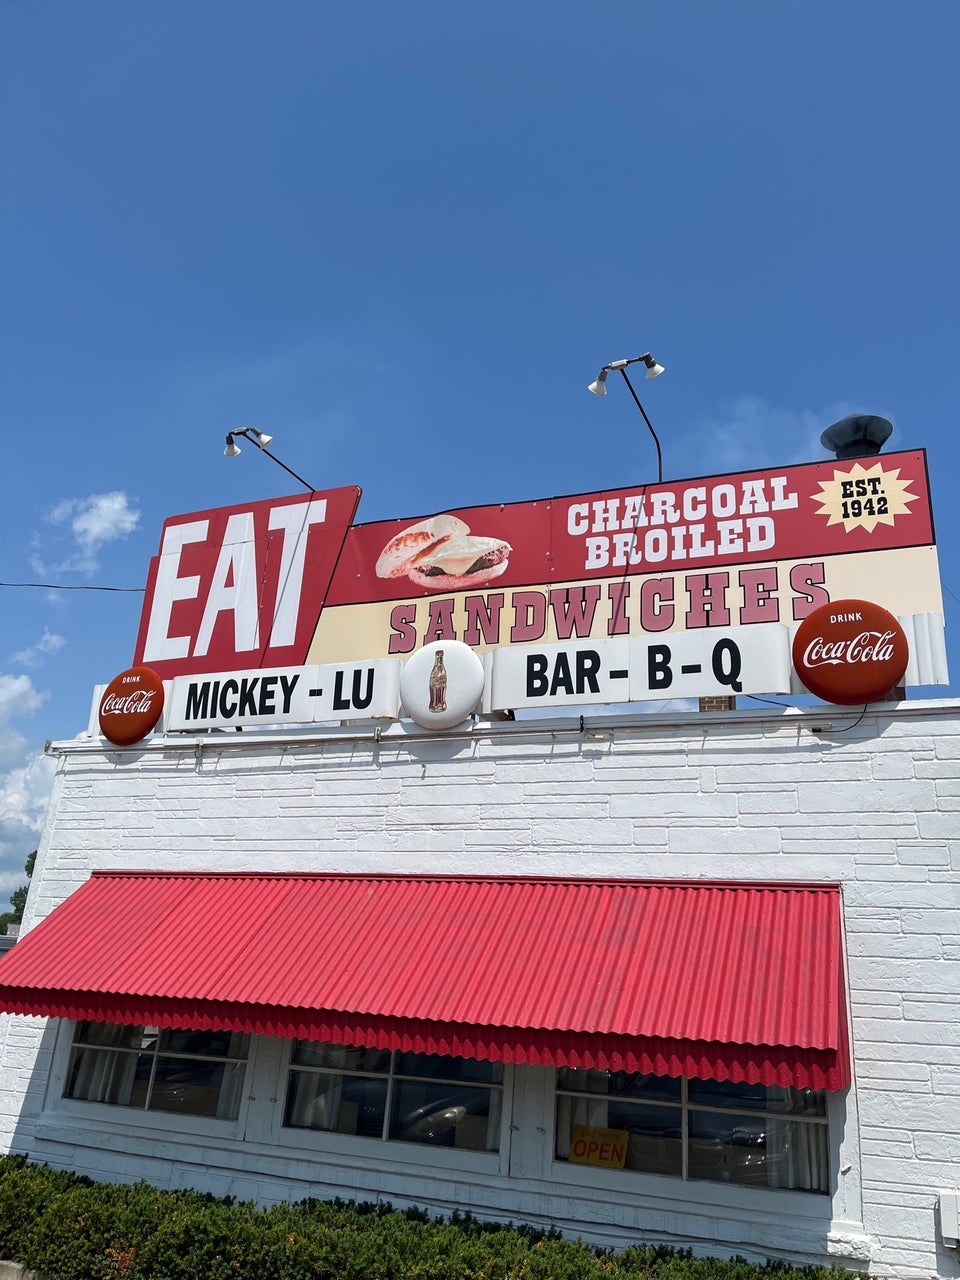 EAT
CHARCOAL
BROILED
EST.
1942
SANDWICHES
DRINK
Coca-Cola
MICKEY - LU
BAR - B - Q
DRINK
Coca-Cola
OPEN